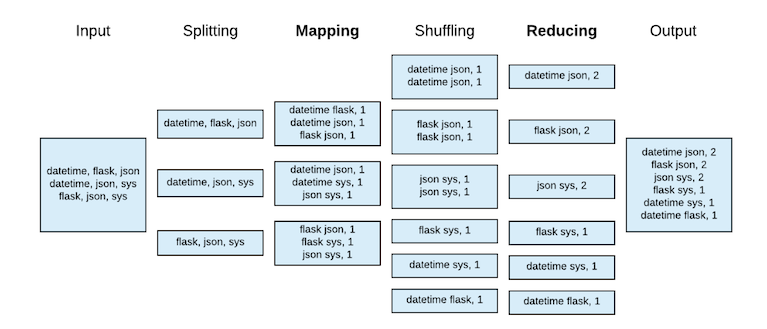 Input
Splitting
Mapping
Shuffling
Reducing
Output
datetime, flask, json
datetime, json, sys
flask, json, sys
datetime, flask, json
datetime, json, sys
flask, json, sys
datetime flask, 1
datetime json, 1
flask json, 1
datetime json, 1
datetime sys, 1
json sys, 1
flask json, 1
flask sys, 1
json sys, 1
datetime json, 1
datetime json, 1
flask json, 1
flask json, 1
json sys, 1
json sys, 1
flask sys, 1
datetime sys, 1
datetime flask, 1
datetime json, 2
flask json, 2
json sys, 2
flask sys, 1
datetime sys, 1
datetime flask, 1
datetime json, 2
flask json, 2
json sys, 2
flask sys, 1
datetime sys, 1
datetime flask, 1